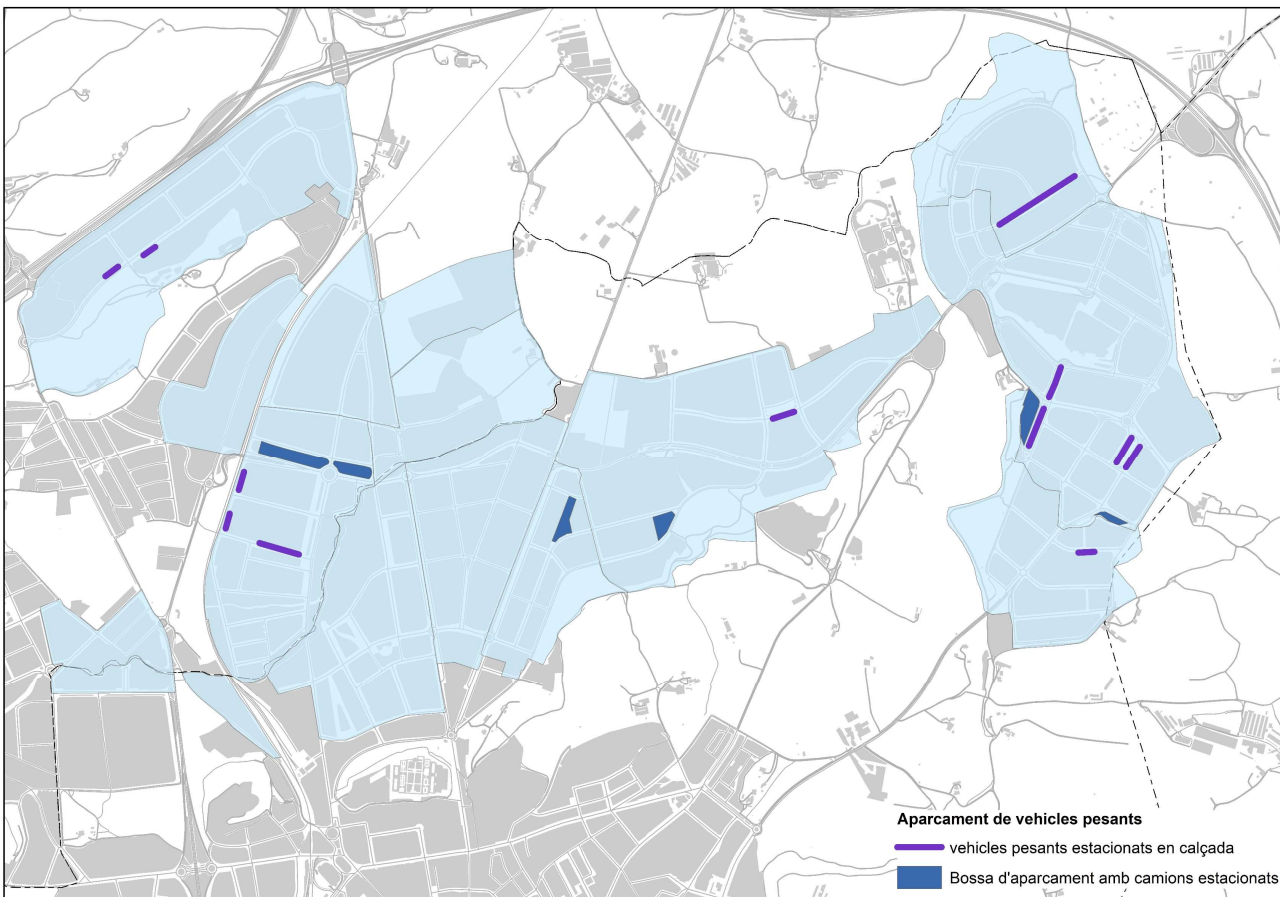 Aparcament de vehicles pesants
vehicles pesants estacionats en calçada
Bossa d'aparcament amb camions estacionats